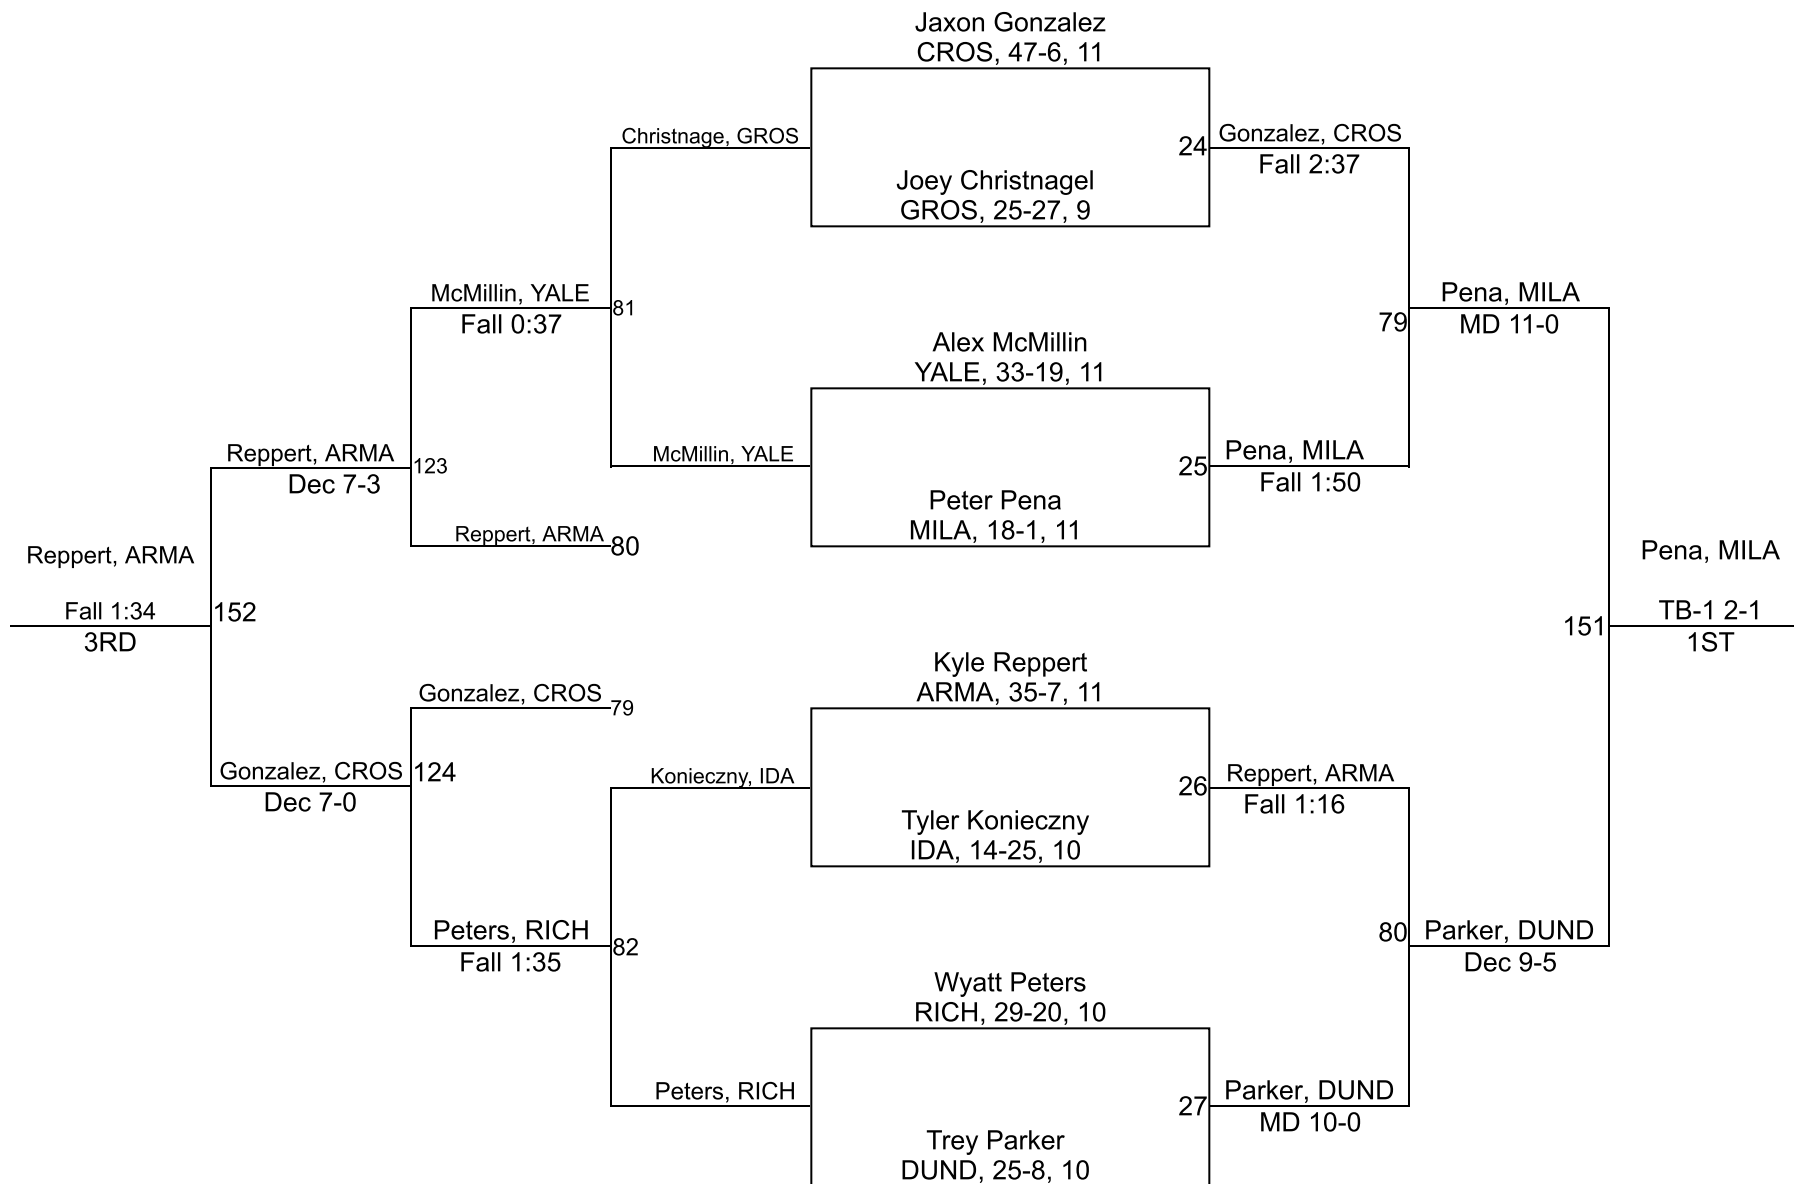 Jaxon Gonzalez
CROS, 47-6, 11
Christnage, GROS
24
Gonzalez, CROS
Fall 2:37
Joey Christnagel
GROS, 25-27, 9
McMillin, YALE
Fall 0:37
81
79
Pena, MILA
MD 11-0
Alex McMillin
YALE, 33-19, 11
Reppert, ARMA
Dec 7-3
123
McMillin, YALE
25
Pena, MILA
Fall 1:50
Peter Pena
MILA, 18-1, 11
Reppert, ARMA
80
Reppert, ARMA
Fall 1:34
3RD
152
Pena, MILA
151
TB-1 2-1
1ST
Kyle Reppert
ARMA, 35-7, 11
Gonzalez, CROS
79
Gonzalez, CROS
Dec 7-0
124
Konieczny, IDA
26
Reppert, ARMA
Fall 1:16
Tyler Konieczny
IDA, 14-25, 10
Peters, RICH
Fall 1:35
82
80
Parker, DUND
Dec 9-5
Wyatt Peters
RICH, 29-20, 10
Peters, RICH
27
Parker, DUND
MD 10-0
Trey Parker
DUND, 25-8, 10